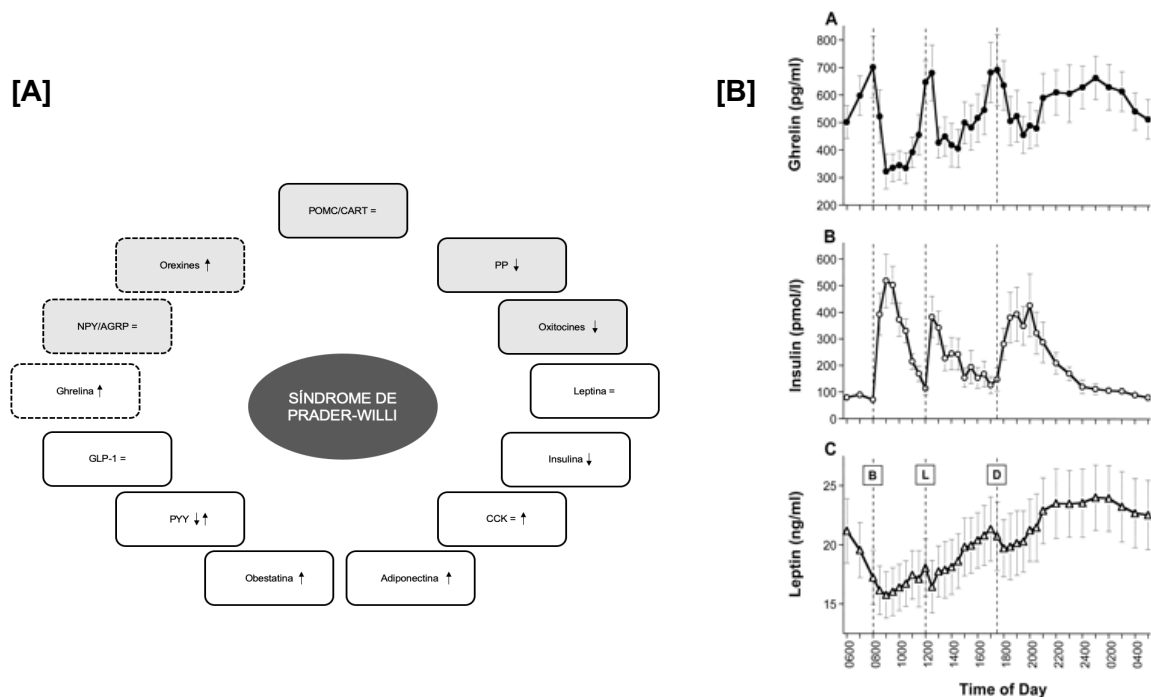 [A]
POMC/CART =
Orexines ↑
PP ↓
NPY/AGRP =
Oxitocines ↓
Ghrelina ↑
SÍNDROME DE
PRADER-WILLI
Leptina =
GLP-1 =
Insulina ↓
PYY ↓ ↑
CCK = ↑
Obestatina ↑
Adiponectina ↑
[B]
A
Ghrelin (pg/ml)
800
700
600
500
400
300
200
B
Insulin (pmol/l)
600
500
400
300
200
100
0
C
Leptin (ng/ml)
B
L
D
25
20
15
0600
0800
1000
1200
1400
1600
1800
2000
2200
2400
0200
0400
Time of Day